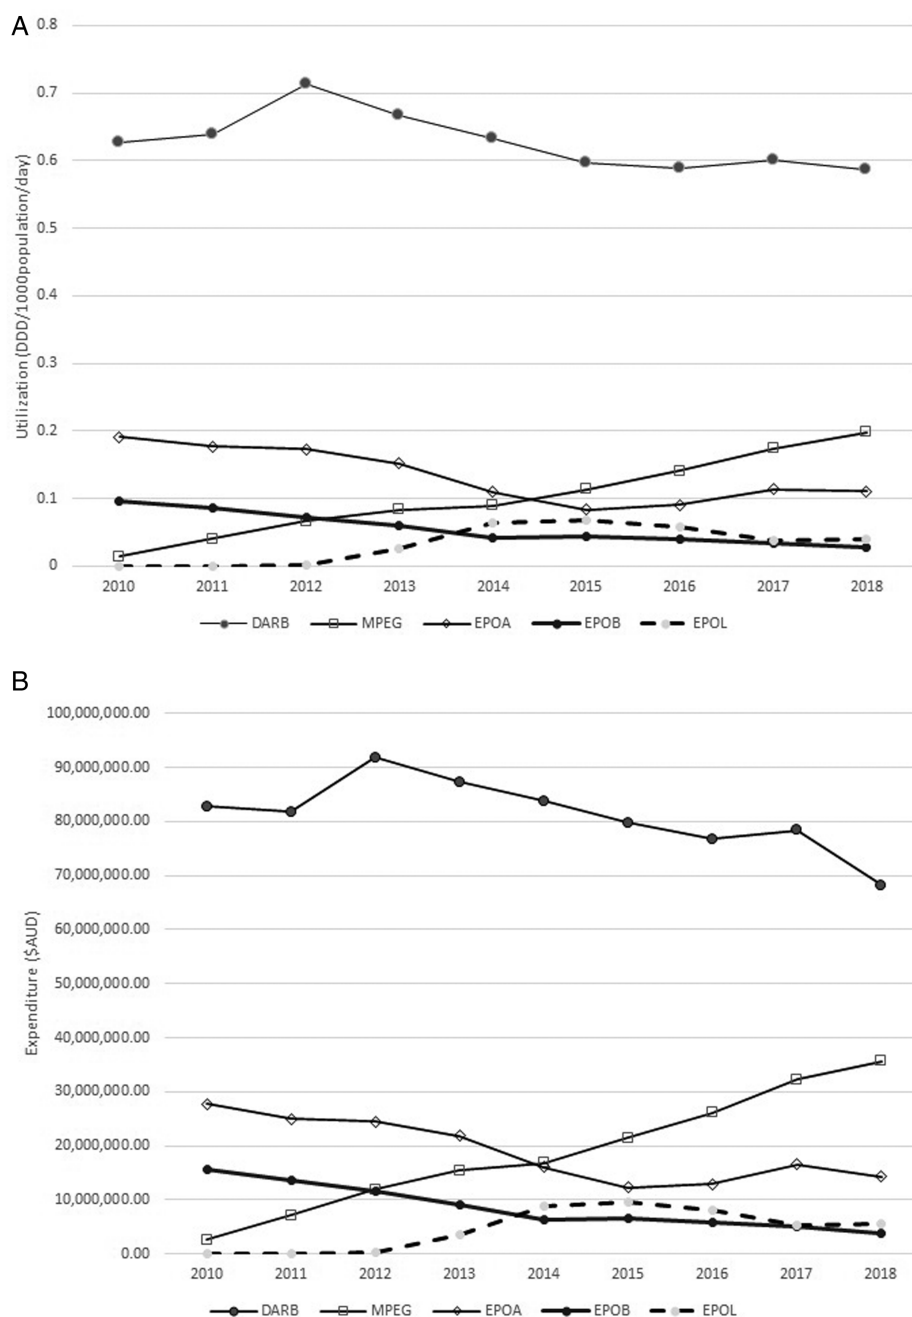 A
0.8
0.7
0.6
0.5
0.4
0.3
0.2
0.1
0
Utilization (DDD/1000population/day)
2010 2011 2012 2013 2014 2015 2016 2017 2018
DARB MPEG EPOA EPOB EPOL
B
100,000,000.00
90,000,000.00
80,000,000.00
70,000,000.00
60,000,000.00
50,000,000.00
40,000,000.00
30,000,000.00
20,000,000.00
10,000,000.00
0.00
Expenditure ($AUD)
2010 2011 2012 2013 2014 2015 2016 2017 2018
DARB MPEG EPOA EPOB EPOL